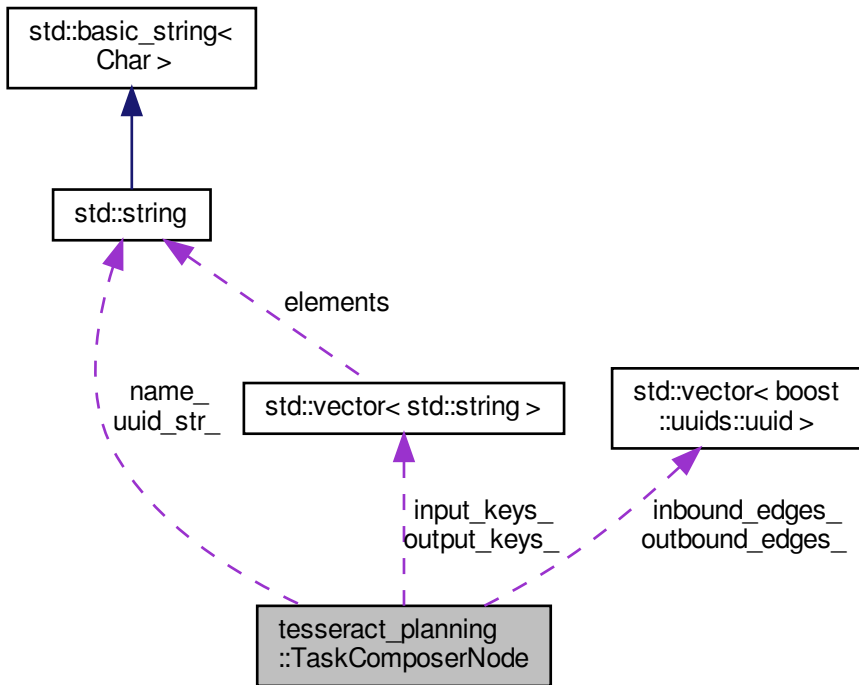 std::basic_string<
Char >
std::string
elements
name_
uuid_str_
std::vector< std::string >
std::vector< boost
::uuids::uuid >
input_keys_
output_keys_
inbound_edges_
outbound_edges_
tesseract_planning
::TaskComposerNode